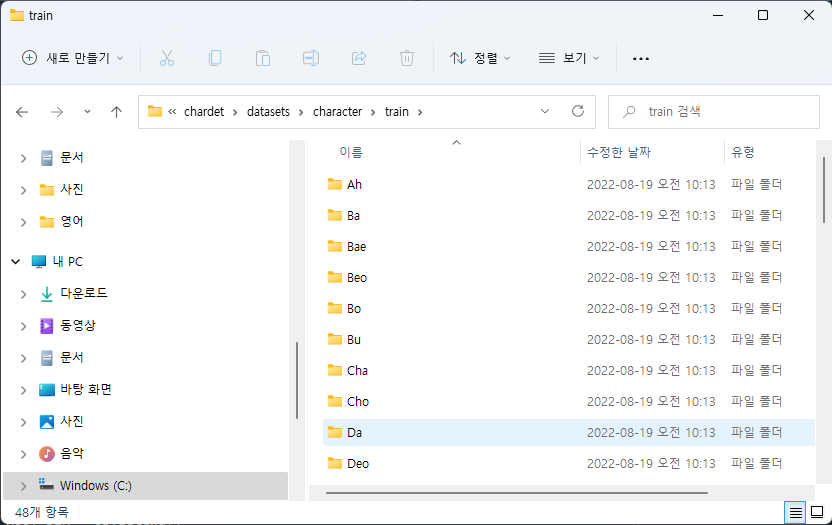 train
새로 만들기
정렬
보기
chardet > datasets > character > train >
train 검색
문서
사진
영어
내 PC
다운로드
동영상
문서
바탕 화면
사진
음악
Windows (C:)
이름 수정한 날짜 유형
Ah 2022-08-19 오전 10:13 파일 폴더
Ba 2022-08-19 오전 10:13 파일 폴더
Bae 2022-08-19 오전 10:13 파일 폴더
Beo 2022-08-19 오전 10:13 파일 폴더
Bo 2022-08-19 오전 10:13 파일 폴더
Bu 2022-08-19 오전 10:13 파일 폴더
Cha 2022-08-19 오전 10:13 파일 폴더
Cho 2022-08-19 오전 10:13 파일 폴더
Da 2022-08-19 오전 10:13 파일 폴더
Deo 2022-08-19 오전 10:13 파일 폴더
48개 항목